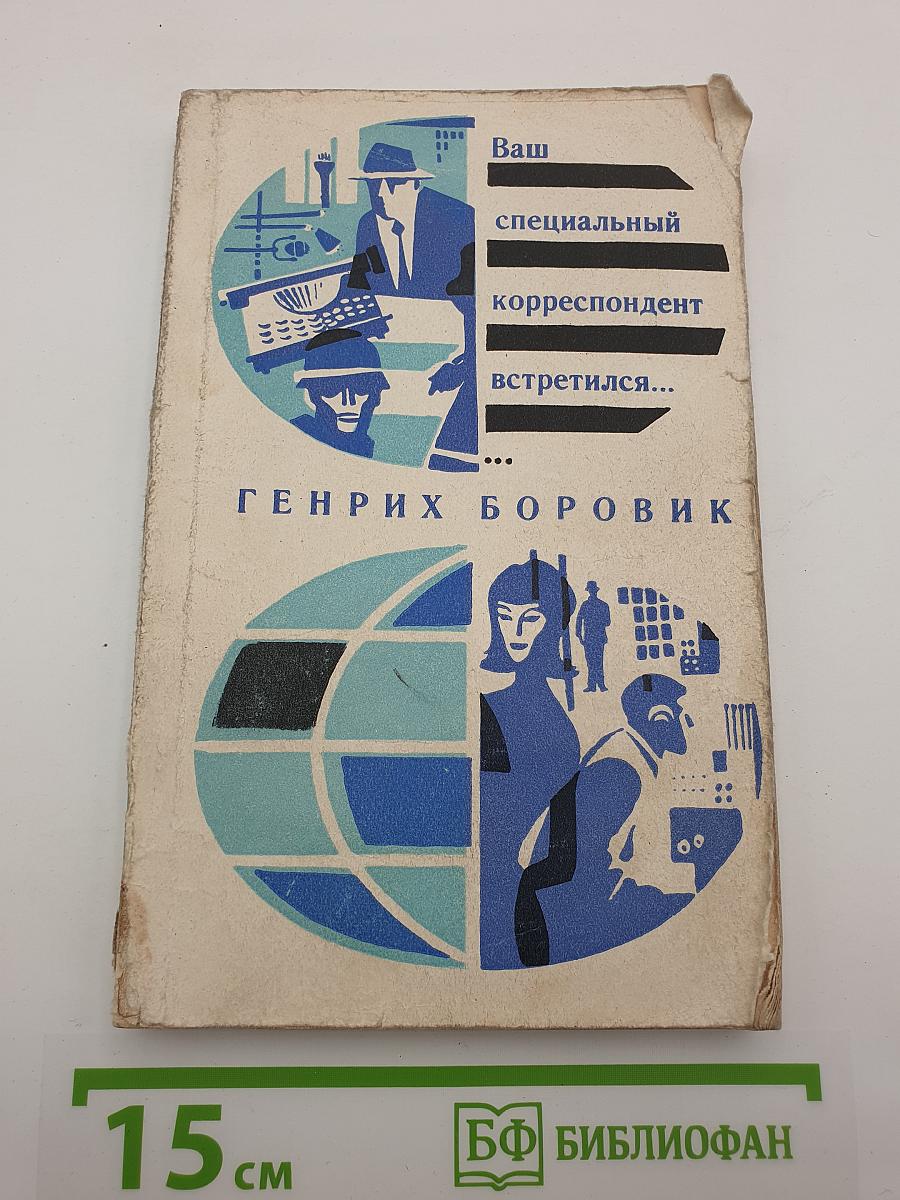 Ваш
специальный
корреспондент
встретился...
...
ГЕНРИХ БОРОВИК
15 см
БФ БИБЛИОФАН